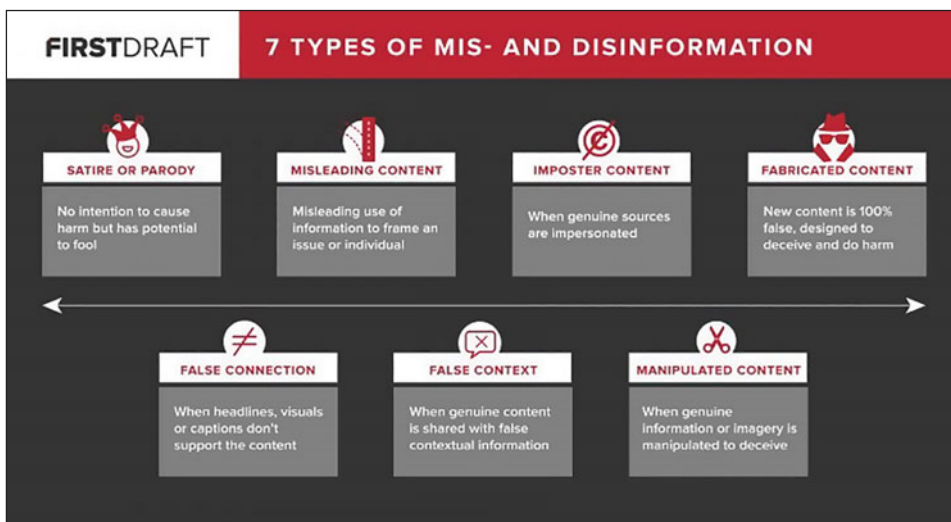 FIRSTDRAFT
7 TYPES OF MIS- AND DISINFORMATION
SATIRE OR PARODY
No intention to cause
harm but has potential
to fool
MISLEADING CONTENT
Misleading use of
information to frame an
issue or individual
IMPOSTER CONTENT
When genuine sources
are impersonated
FABRICATED CONTENT
New content is 100%
false, designed to
deceive and do harm
FALSE CONNECTION
When headlines, visuals
or captions don't
support the content
FALSE CONTEXT
When genuine content
is shared with false
contextual information
MANIPULATED CONTENT
When genuine
information or imagery is
manipulated to deceive